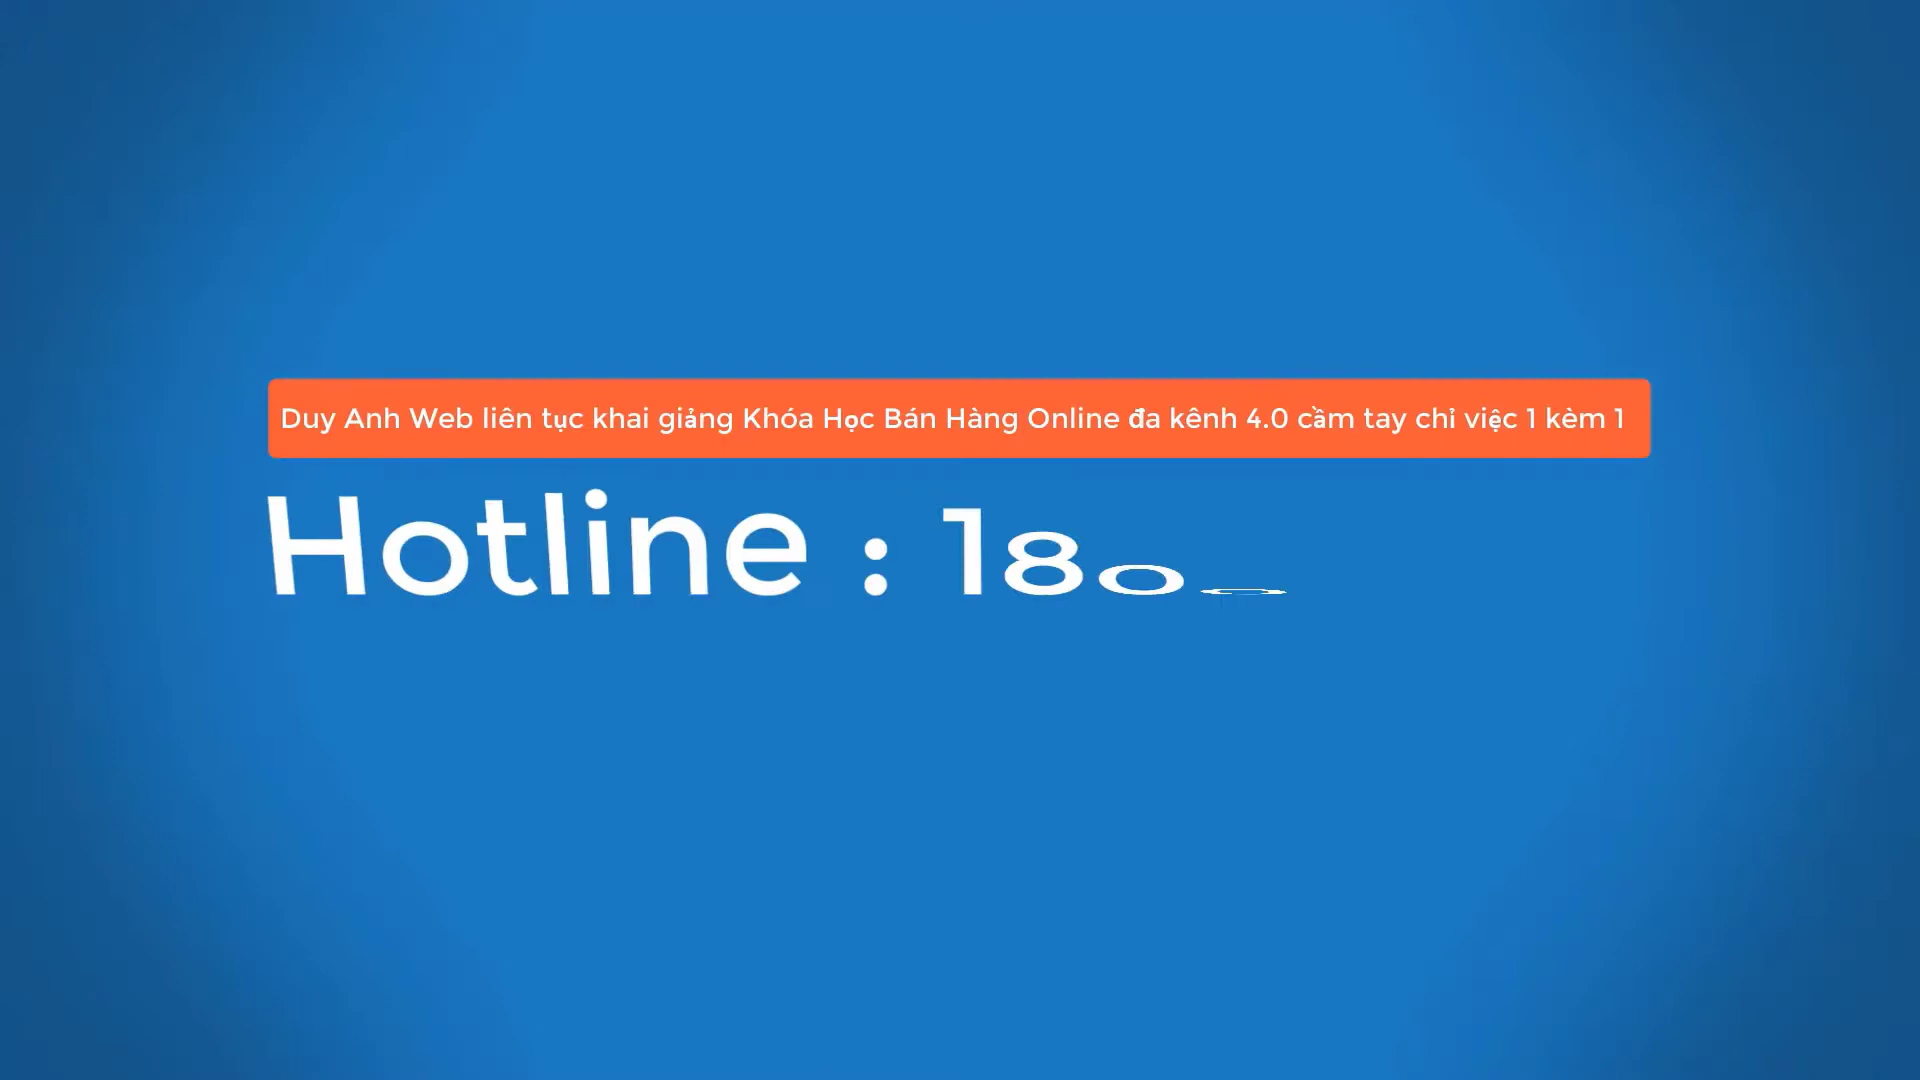 Duy Anh Web liên tục khai giảng Khóa Học Bán Hàng Online đa kênh 4.0 cầm tay chỉ việc 1 kèm 1
Hotline : 180